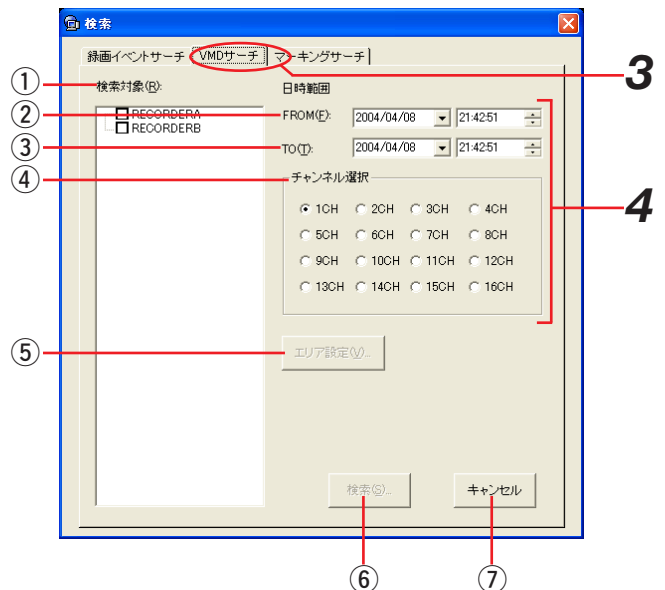 検索
録画イベントサーチ VMDサーチ マーキングサーチ
3
① 検索対象(R): 日時範囲
RECORDERA
RECORDERB
② FROM(F): 2004/04/08 21:42:51
③ TO(T): 2004/04/08 21:42:51
④ チャンネル選択
4
1CH 2CH 3CH 4CH
5CH 6CH 7CH 8CH
9CH 10CH 11CH 12CH
13CH 14CH 15CH 16CH
⑤ エリア設定(V)...
検索(S)... キャンセル
⑥ ⑦